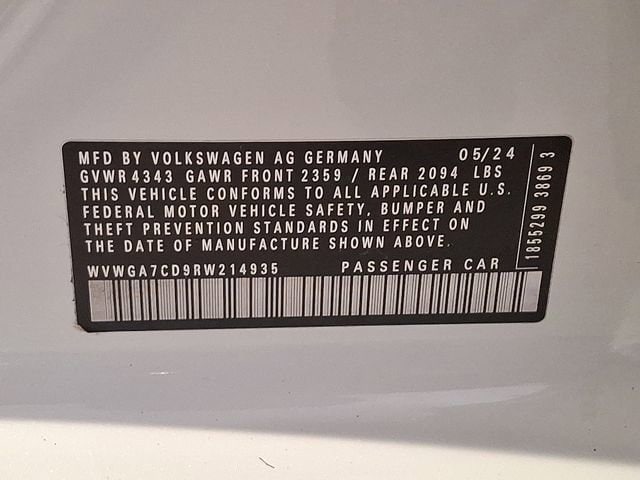 MFD BY VOLKSWAGEN AG GERMANY 05/24
GVWR 4343 GAWR FRONT 2359 / REAR 2094 LBS
THIS VEHICLE CONFORMS TO ALL APPLICABLE U.S.
FEDERAL MOTOR VEHICLE SAFETY, BUMPER AND
THEFT PREVENTION STANDARDS IN EFFECT ON
THE DATE OF MANUFACTURE SHOWN ABOVE.
WVWGA7CD9RW214935 PASSENGER CAR
1855299 3869 3